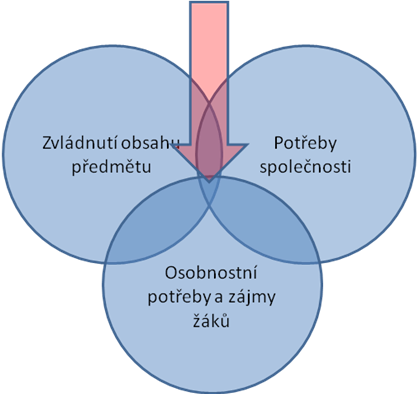 Zvládnutí obsahu
předmětu
Potřeby
společnosti
Osobnostní
potřeby a zájmy
žáků